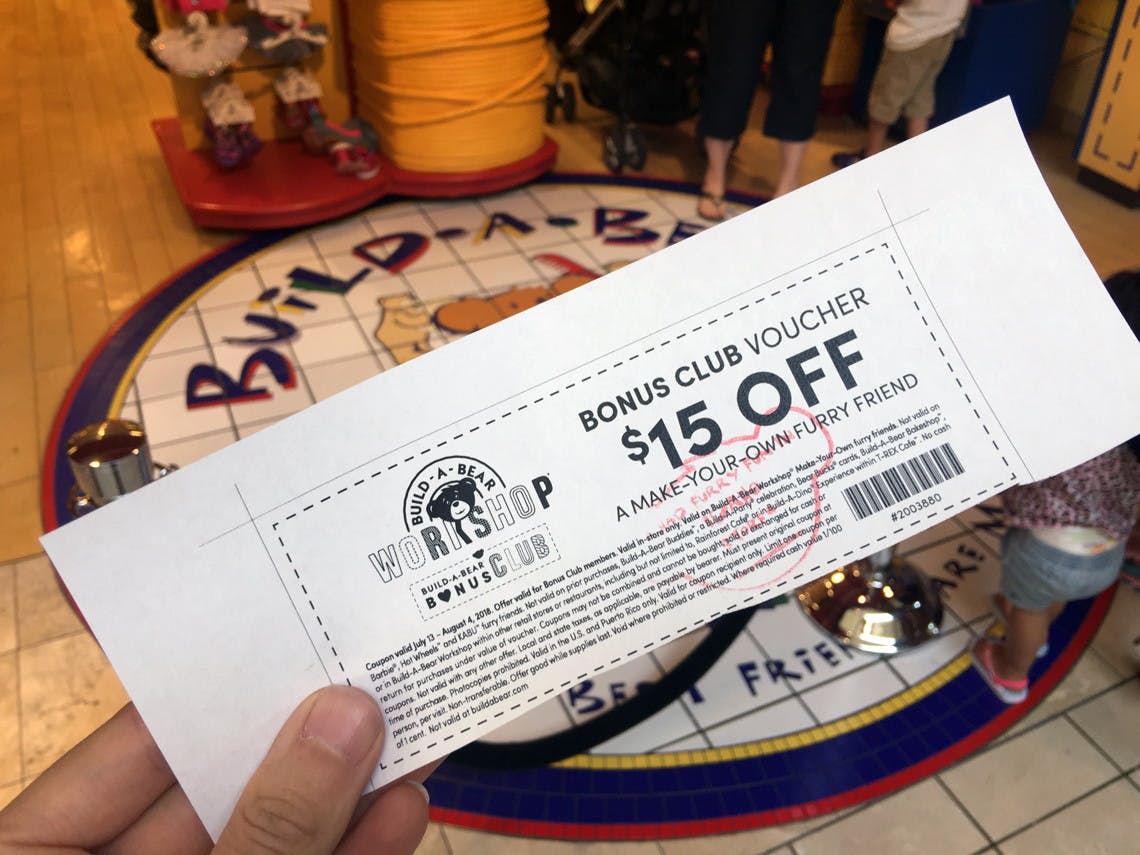 BUILD-A-BE
BONUS CLUB VOUCHER
$15 OFF
A MAKE-YOUR-OWN FURRY FRIEND
BUILD-A-BEAR
WORKSHOP
BUILD-A-BEAR
BONUS CLUB
Coupon valid July 13 – August 4, 2018. Offer valid for Bonus Club members. Valid in-store only. Valid on Build-A-Bear Workshop® Make-Your-Own furry friends. Not valid on
Barbie®, Hot Wheels™ and KABU™ furry friends. Not valid on prior purchases, Build-A-Bear Buddies™, a Build-A-Party® celebration, Bear Bucks® cards, Build-A-Bear Bakeshop™,
or in Build-A-Bear Workshop within other retail stores or restaurants, including but not limited to, Rainforest Cafe® or in Build-A-Dino® Experience within T-REX Cafe™. No cash
return for purchases under value of voucher. Coupons may not be combined and cannot be bought, sold or exchanged for cash or
coupons. Not valid with any other offer. Local and state taxes, as applicable, are payable by bearer. Must present original coupon at
time of purchase. Photocopies prohibited. Valid in the U.S. and Puerto Rico only. Valid for coupon recipient only. Limit one coupon per
person, per visit. Non-transferable. Offer good while supplies last. Void where prohibited or restricted. Where required cash value 1/100
of 1 cent. Not valid at buildabear.com
#2003880
BEST FRIEN
ARE M